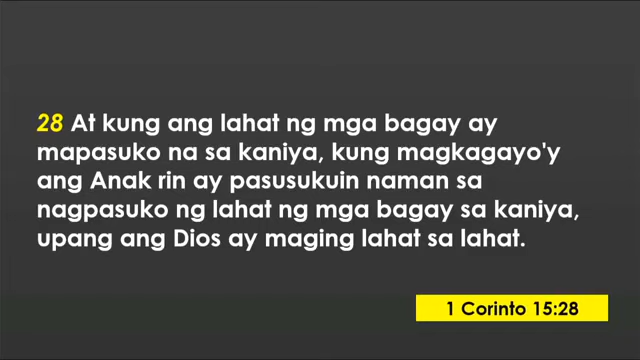 28 At kung ang lahat ng mga bagay ay
mapasuko na sa kaniya, kung magkagayo'y
ang Anak rin ay pasusukuin naman sa
nagpasuko ng lahat ng mga bagay sa kaniya,
upang ang Dios ay maging lahat sa lahat.
1 Corinto 15:28